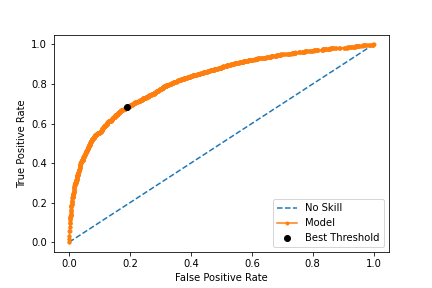 1.0
0.8
0.6
0.4
0.2
0.0
True Positive Rate
0.0 0.2 0.4 0.6 0.8 1.0
False Positive Rate
No Skill
Model
Best Threshold